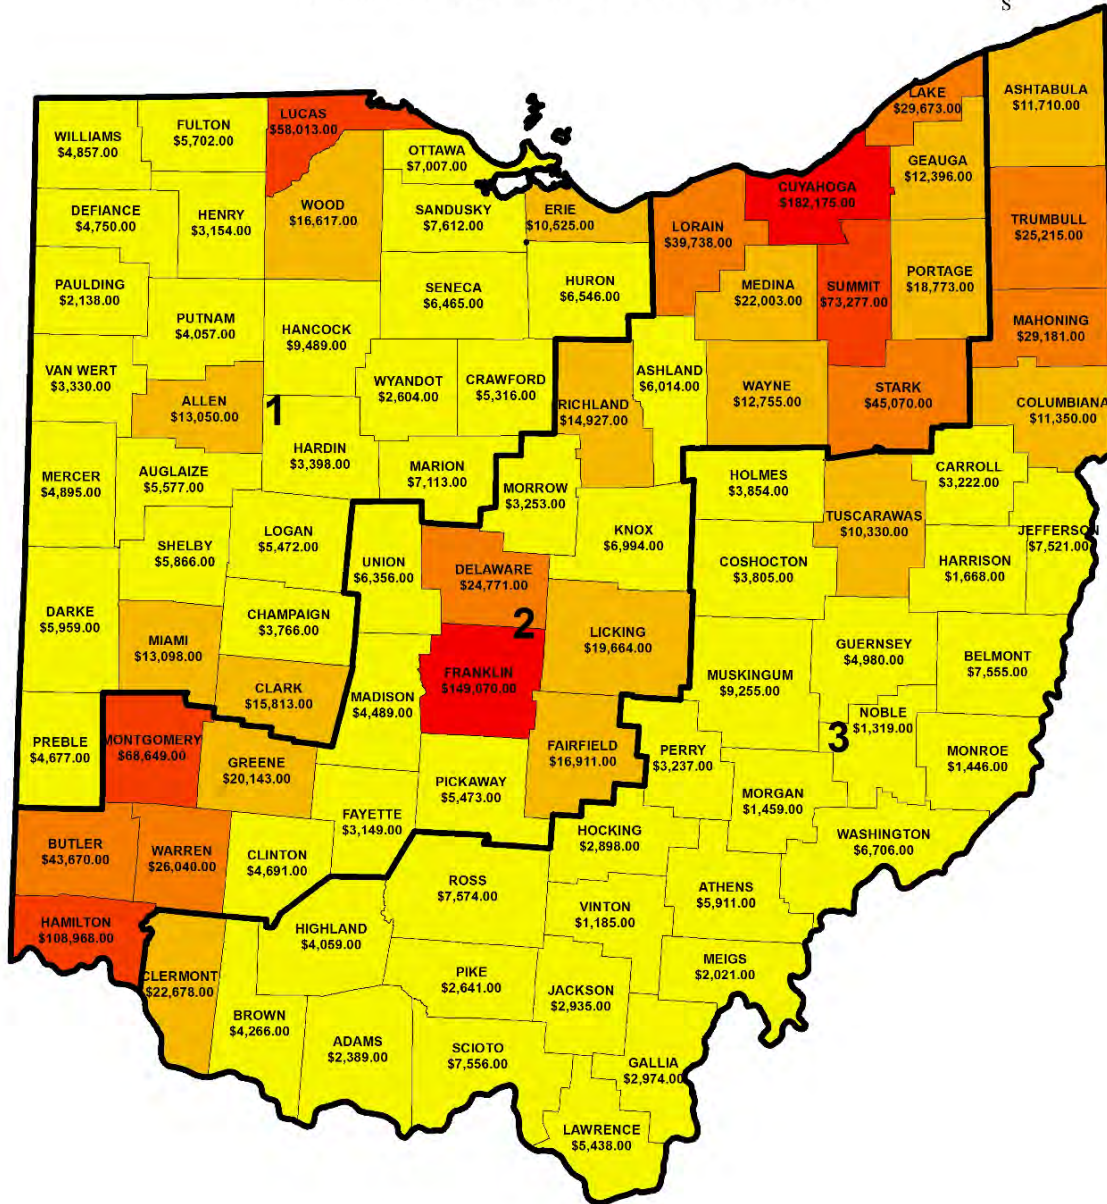 S
ASHTABULA
$11,710.00
LAKE
$29,673.00
LUCAS
$58,013.00
FULTON
$5,702.00
WILLIAMS
$4,857.00
OTTAWA
$7,007.00
GEAUGA
$12,396.00
CUYAHOGA
$182,175.00
WOOD
$16,617.00
DEFIANCE
$4,750.00
HENRY
$3,154.00
SANDUSKY
$7,612.00
ERIE
$10,525.00
LORAIN
$39,738.00
TRUMBULL
$25,215.00
PAULDING
$2,138.00
SENECA
$6,465.00
HURON
$6,546.00
MEDINA
$22,003.00
SUMMIT
$73,277.00
PORTAGE
$18,773.00
PUTNAM
$4,057.00
HANCOCK
$9,489.00
MAHONING
$29,181.00
VAN WERT
$3,330.00
WYANDOT
$2,604.00
CRAWFORD
$5,316.00
ASHLAND
$6,014.00
WAYNE
$12,755.00
STARK
$45,070.00
ALLEN
$13,050.00
1
RICHLAND
$14,927.00
COLUMBIANA
$11,350.00
HARDIN
$3,398.00
MERCER
$4,895.00
AUGLAIZE
$5,577.00
MARION
$7,113.00
MORROW
$3,253.00
HOLMES
$3,854.00
CARROLL
$3,222.00
LOGAN
$5,472.00
KNOX
$6,994.00
TUSCARAWAS
$10,330.00
JEFFERSON
$7,521.00
SHELBY
$5,866.00
UNION
$6,356.00
DELAWARE
$24,771.00
COSHOCTON
$3,805.00
HARRISON
$1,668.00
DARKE
$5,959.00
CHAMPAIGN
$3,766.00
2
MIAMI
$13,098.00
LICKING
$19,664.00
GUERNSEY
$4,980.00
BELMONT
$7,555.00
CLARK
$15,813.00
MADISON
$4,489.00
FRANKLIN
$149,070.00
MUSKINGUM
$9,255.00
NOBLE
$1,319.00
3
PREBLE
$4,677.00
MONTGOMERY
$68,649.00
GREENE
$20,143.00
FAIRFIELD
$16,911.00
PERRY
$3,237.00
MONROE
$1,446.00
PICKAWAY
$5,473.00
MORGAN
$1,459.00
FAYETTE
$3,149.00
HOCKING
$2,898.00
WASHINGTON
$6,706.00
BUTLER
$43,670.00
WARREN
$26,040.00
CLINTON
$4,691.00
ROSS
$7,574.00
ATHENS
$5,911.00
VINTON
$1,185.00
HAMILTON
$108,968.00
HIGHLAND
$4,059.00
MEIGS
$2,021.00
CLERMONT
$22,678.00
PIKE
$2,641.00
JACKSON
$2,935.00
BROWN
$4,266.00
ADAMS
$2,389.00
SCIOTO
$7,556.00
GALLIA
$2,974.00
LAWRENCE
$5,438.00